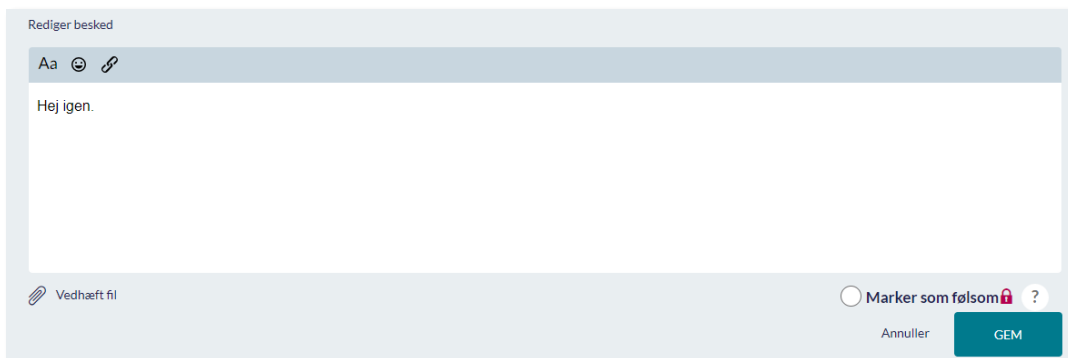 Rediger besked
Aa
Hej igen.
Vedhæft fil
Marker som følsom ?
Annuller
GEM